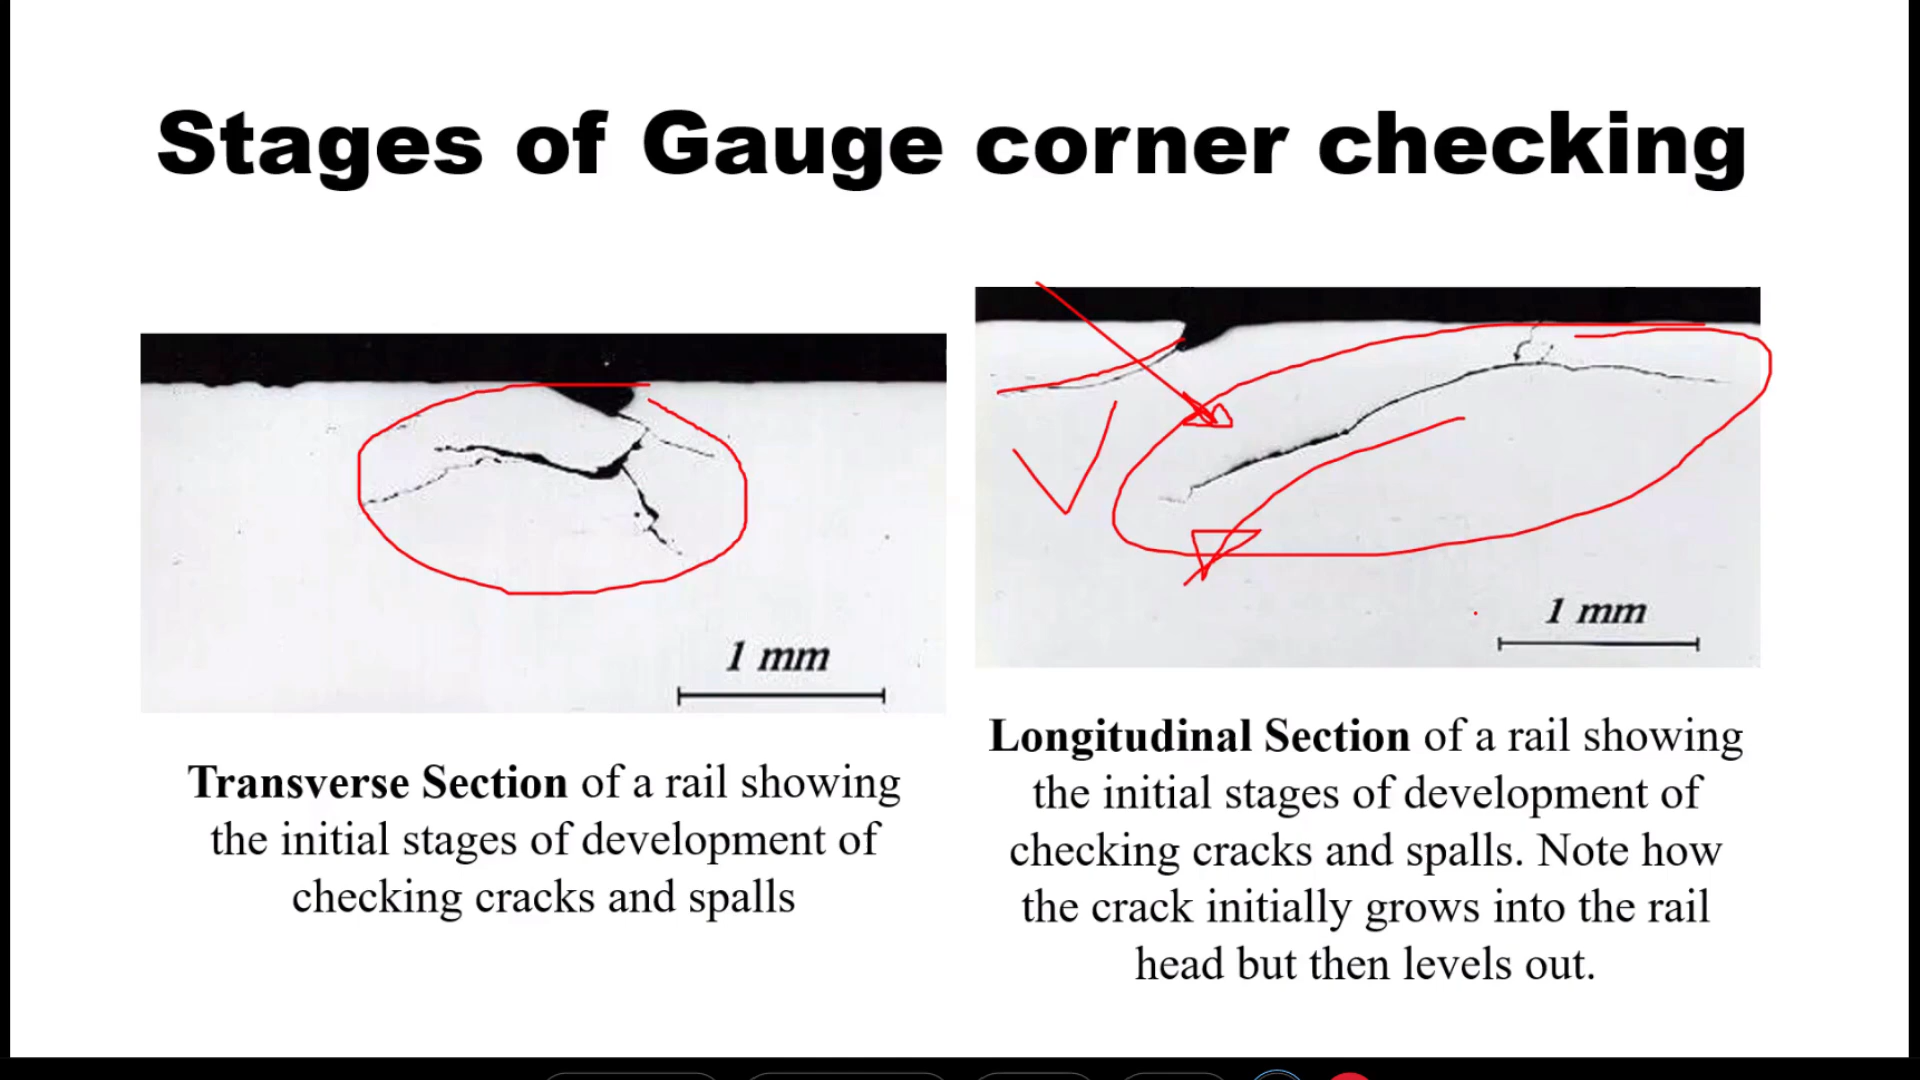 Stages of Gauge corner checking
1 mm
1 mm
Transverse Section of a rail showing
the initial stages of development of
checking cracks and spalls
Longitudinal Section of a rail showing
the initial stages of development of
checking cracks and spalls. Note how
the crack initially grows into the rail
head but then levels out.